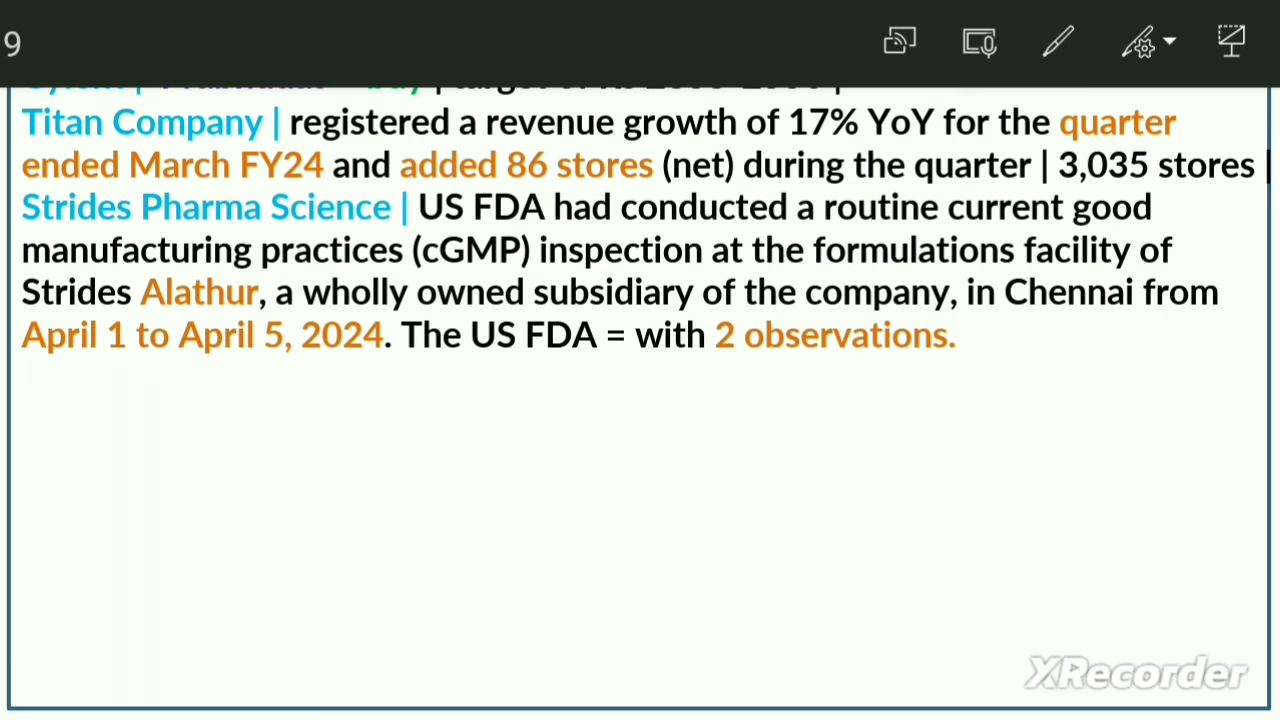 9
Titan Company | registered a revenue growth of 17% YoY for the quarter
ended March FY24 and added 86 stores (net) during the quarter | 3,035 stores |
Strides Pharma Science | US FDA had conducted a routine current good
manufacturing practices (cGMP) inspection at the formulations facility of
Strides Alathur, a wholly owned subsidiary of the company, in Chennai from
April 1 to April 5, 2024. The US FDA = with 2 observations.
XRecorder